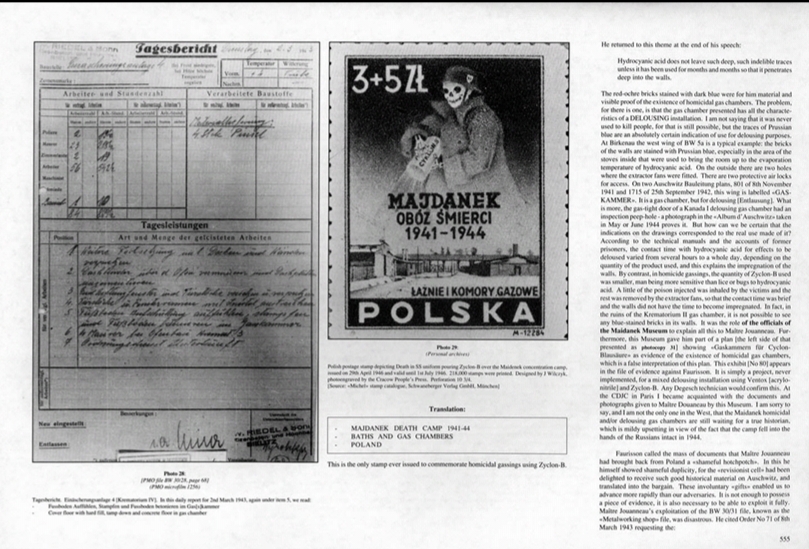 Tagesbericht
Temperatur
Witterung
Arbeiter- und Stundenzahl
Verarbeitete Baustoffe
Tagesleistungen
Position
Art und Menge der geleisteten Arbeiten
Bemerkungen:
Neu eingestellt:
Entlassen:
Photo 28
[PMO file BW 30/28, page 68]
(PMO microfilm 1256)
Tagesbericht. Einäscherungsanlage 4 [Krematorium IV]. In this daily report for 2nd March 1943, again under item 5, we read:
- Fussboden Auffühlen, Stampfen und Fussboden betonieren im Gas[s]kammer
- Cover floor with hard fill, tamp down and concrete floor in gas chamber
3+5 ZŁ
MAJDANEK
OBÓZ ŚMIERCI
1941-1944
ŁAŹNIE I KOMORY GAZOWE
POLSKA
M-12284
Photo 29
(Personal archives)
Polish postage stamp depicting Death in SS uniform pouring Zyclon-B over the Majdanek concentration camp,
issued on 29th April 1946 and valid until 1st July 1946. 218,000 stamps were printed. Designed by J Wilczyk,
photoengraved by the Cracow People's Press. Perforation 10 3/4.
[Source: «Michel» stamp catalogue, Schwaneberger Verlag GmbH, München]
Translation:
- MAJDANEK DEATH CAMP 1941-44
- BATHS AND GAS CHAMBERS
- POLAND
This is the only stamp ever issued to commemorate homicidal gassings using Zyclon-B.
He returned to this theme at the end of his speech:
Hydrocyanic acid does not leave such deep, such indelible traces
unless it has been used for months and months so that it penetrates
deep into the walls.
The red-ochre bricks stained with dark blue were for him material and
visible proof of the existence of homicidal gas chambers. The problem,
for there is one, is that the gas chamber presented has all the characte-
ristics of a DELOUSING installation. I am not saying that it was never
used to kill people, for that is still possible, but the traces of Prussian
blue are an absolutely certain indication of use for delousing purposes.
At Birkenau the west wing of BW 5a is a typical example: the bricks
of the walls are stained with Prussian blue, especially in the area of the
stoves inside that were used to bring the room up to the evaporation
temperature of hydrocyanic acid. On the outside there are two holes
where the extractor fans were fitted. There are two protective air locks
for access. On two Auschwitz Bauleitung plans, 801 of 8th November
1941 and 1715 of 25th September 1942, this wing is labelled «GAS-
KAMMER». It is a gas chamber, but for delousing [Entlausung]. What
is more, the gas-tight door of a Kanada I delousing gas chamber had an
inspection peep-hole - a photograph in the «Album d'Auschwitz» taken
in May or June 1944 proves it. But how can we be certain that the
indications on the drawings corresponded to the real use made of it?
According to the technical manuals and the accounts of former
prisoners, the contact time with hydrocyanic acid for effects to be
deloused varied from several hours to a whole day, depending on the
quantity of the product used, and this explains the impregnation of the
walls. By contrast, in homicidal gassings, the quantity of Zyclon-B used
was smaller, man being more sensitive than lice or bugs to hydrocyanic
acid. A little of the poison injected was inhaled by the victims and the
rest was removed by the extractor fans, so that the contact time was brief
and the walls did not have the time to become impregnated. In fact, in
the ruins of the Krematorium II gas chamber, it is not possible to see
any blue-stained bricks in its walls. It was the role of the officials of
the Maidanek Museum to explain all this to Maître Jouanneau. Fur-
thermore, this Museum gave him part of a plan [the left side of that
presented as photocopy J6] showing «Gaskammern für Cyklon-
Blausäure» as evidence of the existence of homicidal gas chambers,
which is a false interpretation of this plan. This exhibit [No 80] appears
in the file of evidence against Faurisson. It is simply a project, never
implemented, for a mixed delousing installation using Ventox [acrylo-
nitrile] and Zyclon-B. Any Degesch technician would confirm this. At
the CDJC in Paris I became acquainted with the documents and
photographs given to Maître Douaneau by this Museum. I am sorry to
say, and I am not the only one in the West, that the Maidanek homicidal
and/or delousing gas chambers are still waiting for a true historian,
which is mildly upsetting in view of the fact that the camp fell into the
hands of the Russians intact in 1944.
Faurisson called the mass of documents that Maître Jouanneau
had brought back from Poland a «shameful hotchpotch». In this he
himself showed shameful duplicity, for the «revisionist cell» had been
delighted to receive such good historical material on Auschwitz, and
translated into the bargain. These involuntary «gifts» enabled us to
advance more rapidly than our adversaries. It is not enough to possess
a piece of evidence, it is also necessary to be able to exploit it fully.
Maître Jouanneau's exploitation of the BW 30/31 file, known as the
«Metalworking shop» file, was disastrous. He cited Order No 71 of 8th
March 1943 requesting the:
555